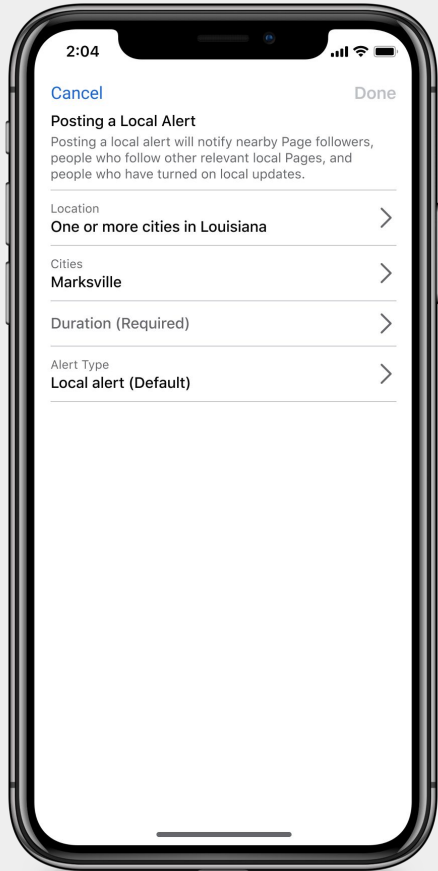 2:04
Cancel
Done
Posting a Local Alert
Posting a local alert will notify nearby Page followers,
people who follow other relevant local Pages, and
people who have turned on local updates.
Location
One or more cities in Louisiana
Cities
Marksville
Duration (Required)
Alert Type
Local alert (Default)